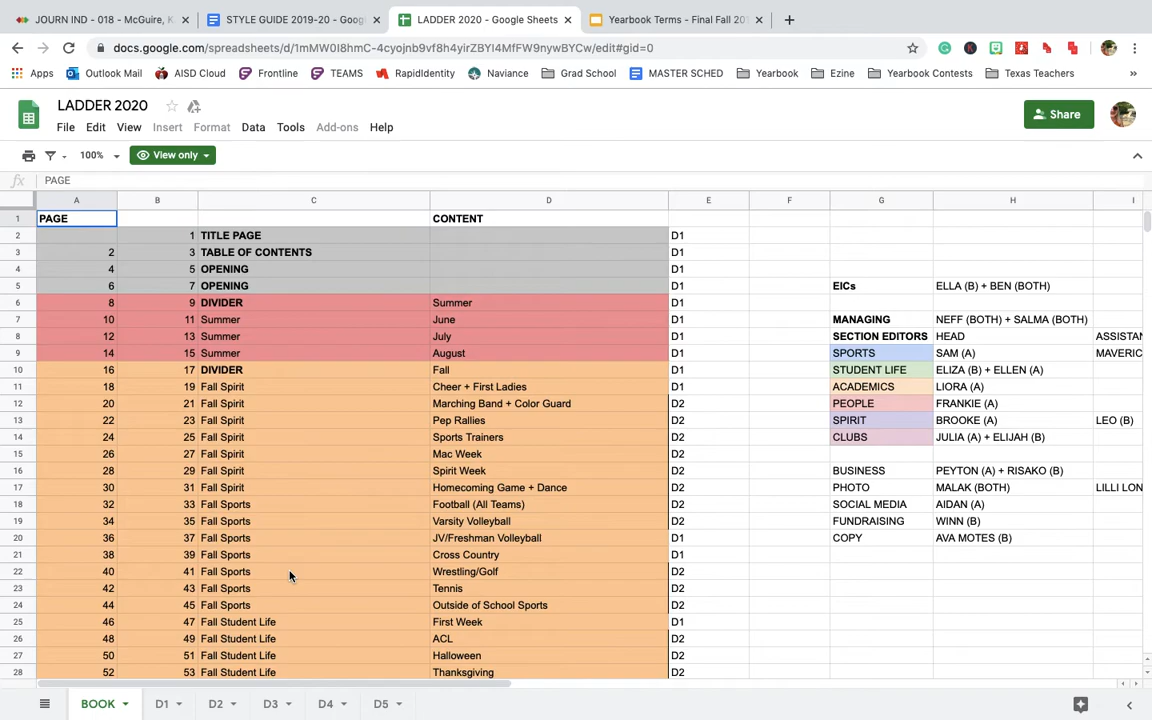 JOURN IND - 018 - McGuire, K
STYLE GUIDE 2019-20 - Goog
LADDER 2020 - Google Sheets
Yearbook Terms - Final Fall 201
docs.google.com/spreadsheets/d/1mMW0I8hmC-4cyojnb9vf8h4yirZBYI4MfFW9nywBYCw/edit#gid=0
Apps Outlook Mail AISD Cloud Frontline TEAMS RapidIdentity Naviance Grad School MASTER SCHED Yearbook Ezine Yearbook Contests Texas Teachers »
LADDER 2020
Share
File Edit View Insert Format Data Tools Add-ons Help
100% View only
fx PAGE
A B C D E F G H I
1 PAGE CONTENT
2 1 TITLE PAGE D1
3 2 3 TABLE OF CONTENTS D1
4 4 5 OPENING D1
5 6 7 OPENING D1 EICs ELLA (B) + BEN (BOTH)
6 8 9 DIVIDER Summer D1
7 10 11 Summer June D1 MANAGING NEFF (BOTH) + SALMA (BOTH)
8 12 13 Summer July D1 SECTION EDITORS HEAD ASSISTAN
9 14 15 Summer August D1 SPORTS SAM (A) MAVERIC
10 16 17 DIVIDER Fall D1 STUDENT LIFE ELIZA (B) + ELLEN (A)
11 18 19 Fall Spirit Cheer + First Ladies D1 ACADEMICS LIORA (A)
12 20 21 Fall Spirit Marching Band + Color Guard D2 PEOPLE FRANKIE (A)
13 22 23 Fall Spirit Pep Rallies D2 SPIRIT BROOKE (A) LEO (B)
14 24 25 Fall Spirit Sports Trainers D2 CLUBS JULIA (A) + ELIJAH (B)
15 26 27 Fall Spirit Mac Week D2
16 28 29 Fall Spirit Spirit Week D2 BUSINESS PEYTON (A) + RISAKO (B)
17 30 31 Fall Spirit Homecoming Game + Dance D2 PHOTO MALAK (BOTH) LILLI LON
18 32 33 Fall Sports Football (All Teams) D2 SOCIAL MEDIA AIDAN (A)
19 34 35 Fall Sports Varsity Volleyball D2 FUNDRAISING WINN (B)
20 36 37 Fall Sports JV/Freshman Volleyball D1 COPY AVA MOTES (B)
21 38 39 Fall Sports Cross Country D1
22 40 41 Fall Sports Wrestling/Golf D2
23 42 43 Fall Sports Tennis D2
24 44 45 Fall Sports Outside of School Sports D2
25 46 47 Fall Student Life First Week D1
26 48 49 Fall Student Life ACL D2
27 50 51 Fall Student Life Halloween D2
28 52 53 Fall Student Life Thanksgiving D2
BOOK D1 D2 D3 D4 D5